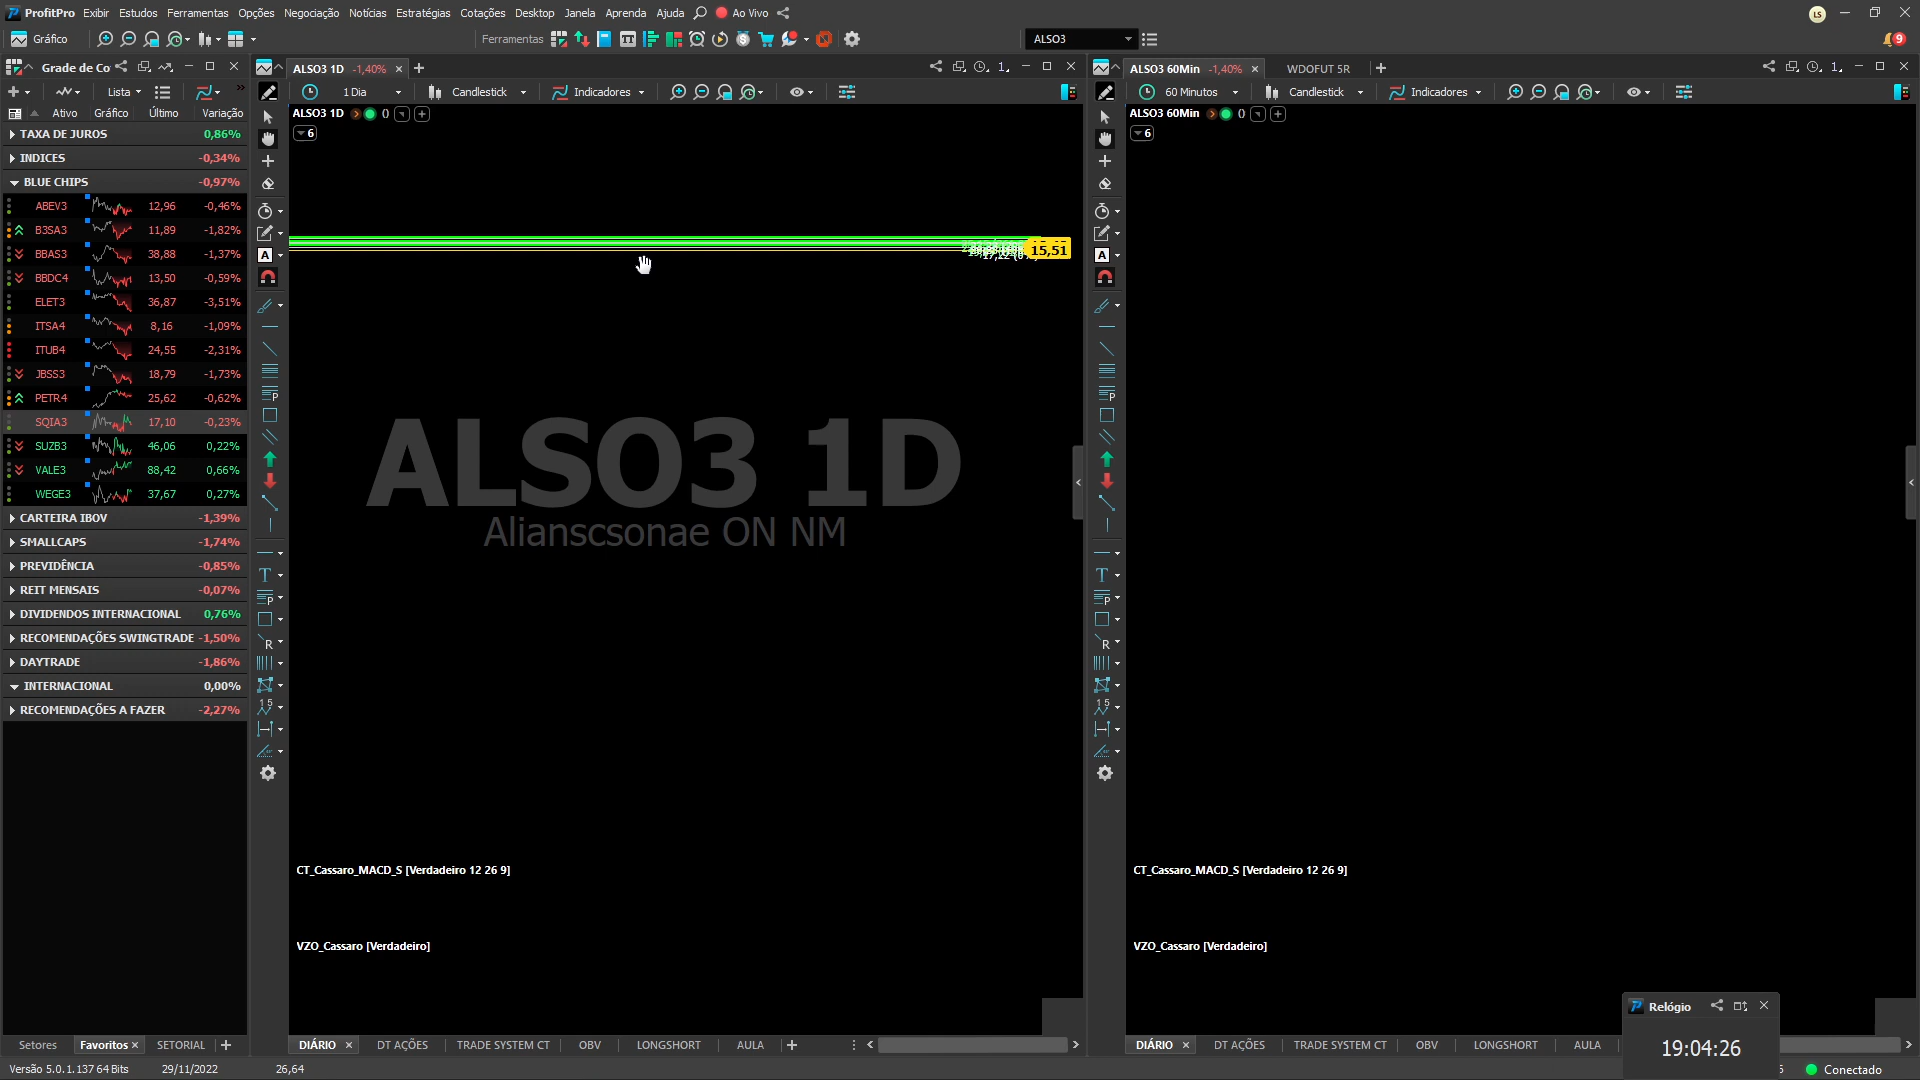 ProfitPro Exibir Estudos Ferramentas Opções Negociação Notícias Estratégias Cotações Desktop Janela Aprenda Ajuda Ao Vivo LS
Gráfico Ferramentas ALSO3 9
Grade de Co
ALSO3 1D -1,40%
ALSO3 60Min -1,40% WDOFUT 5R
Lista
1 Dia Candlestick Indicadores
60 Minutos Candlestick Indicadores
Ativo Gráfico Último Variação
ALSO3 1D ()
6
ALSO3 60Min ()
6
TAXA DE JUROS 0,86%
INDICES -0,34%
BLUE CHIPS -0,97%
ABEV3 12,96 -0,46%
B3SA3 11,89 -1,82%
BBAS3 38,88 -1,37%
BBDC4 13,50 -0,59%
ELET3 36,87 -3,51%
ITSA4 8,16 -1,09%
ITUB4 24,55 -2,31%
JBSS3 18,79 -1,73%
PETR4 25,62 -0,62%
SQIA3 17,10 -0,23%
SUZB3 46,06 0,22%
VALE3 88,42 0,66%
WEGE3 37,67 0,27%
CARTEIRA IBOV -1,39%
SMALLCAPS -1,74%
PREVIDÊNCIA -0,85%
REIT MENSAIS -0,07%
DIVIDENDOS INTERNACIONAL 0,76%
RECOMENDAÇÕES SWINGTRADE -1,50%
DAYTRADE -1,86%
INTERNACIONAL 0,00%
RECOMENDAÇÕES A FAZER -2,27%
15,51
ALSO3 1D
Alianscsonae ON NM
CT_Cassaro_MACD_S [Verdadeiro 12 26 9]
VZO_Cassaro [Verdadeiro]
CT_Cassaro_MACD_S [Verdadeiro 12 26 9]
VZO_Cassaro [Verdadeiro]
Relógio
19:04:26
Setores Favoritos SETORIAL
DIÁRIO DT AÇÕES TRADE SYSTEM CT OBV LONGSHORT AULA
DIÁRIO DT AÇÕES TRADE SYSTEM CT OBV LONGSHORT AULA
Versão 5.0.1.137 64 Bits 29/11/2022 26,64 Conectado